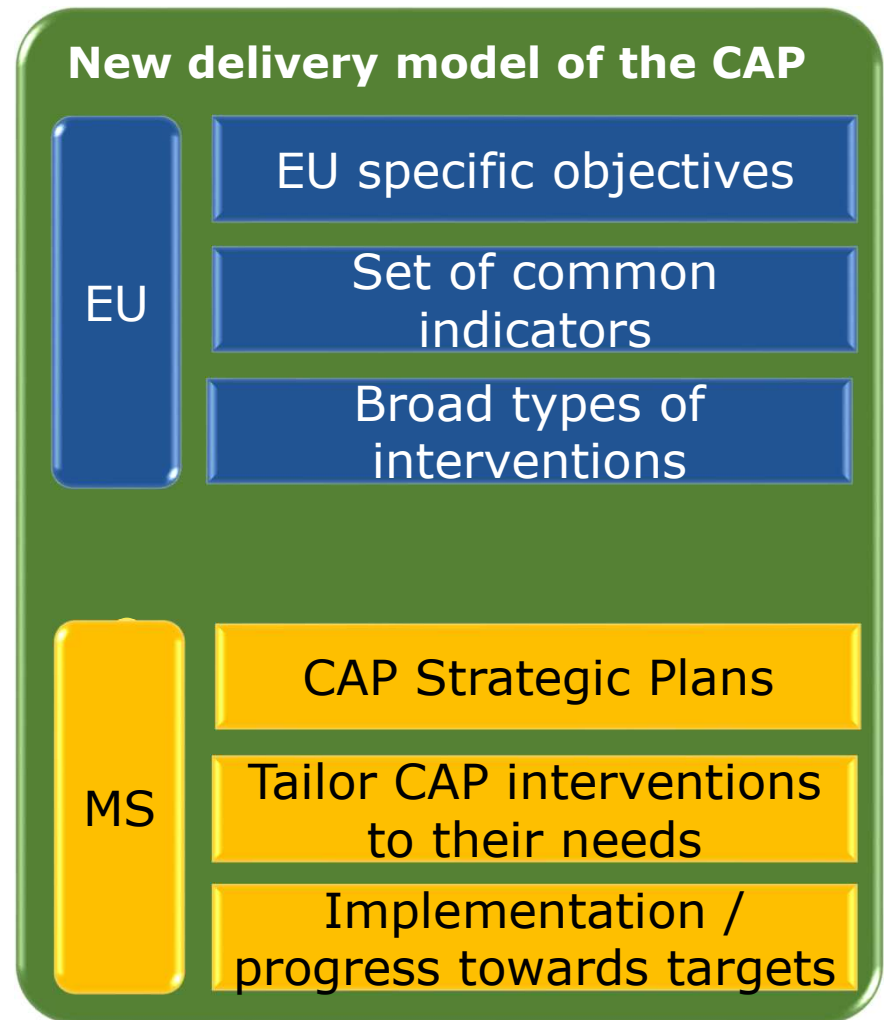 New delivery model of the CAP
EU
EU specific objectives
Set of common
indicators
Broad types of
interventions
MS
CAP Strategic Plans
Tailor CAP interventions
to their needs
Implementation /
progress towards targets